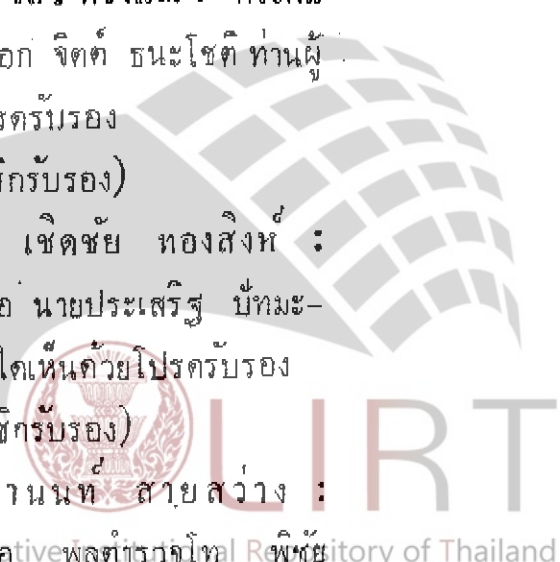 อก จิตต์ ธนะโชติ ท่านผู้
รดรับรอง
ชิกรับรอง)
เชิดชัย ทองสิงห์ :
อ นายประเสริฐ ปัทมะ-
ใดเห็นด้วยโปรดรับรอง
ชิกรับรอง)
านนท์ สายสว่าง :
อ พลตำรวจโท พิชัย
LIRT
ative Institutional Repository of Thailand